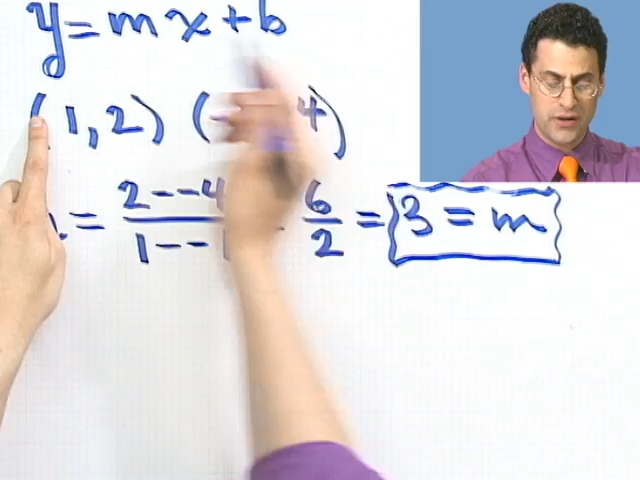 y = mx + b
(1, 2) ( 4)
= 2 - - 4 / 1 - - 1 6 / 2 = 3 = m